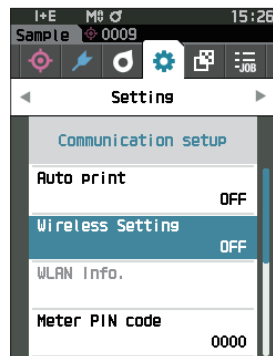 I+E M 15:26
Sample 0009
-JOB
Setting
Communication setup
Auto print
OFF
Wireless Setting
OFF
WLAN Info.
Meter PIN code
0000